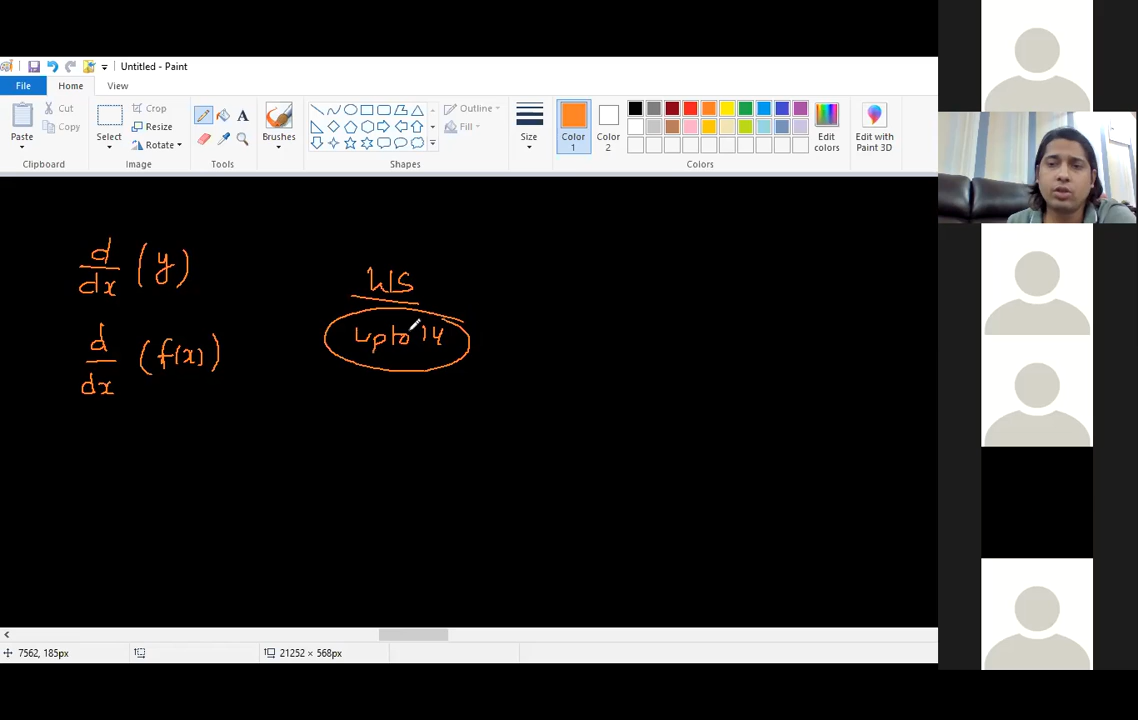 Untitled - Paint
File Home View
Paste
Cut
Copy
Clipboard
Select
Crop
Resize
Rotate
Image
Tools
Brushes
Shapes
Outline
Fill
Size
Color 1
Color 2
Edit colors
Colors
Edit with Paint 3D
d/dx (y)
d/dx (f(x))
upto 14
7562, 185px
21252 × 568px